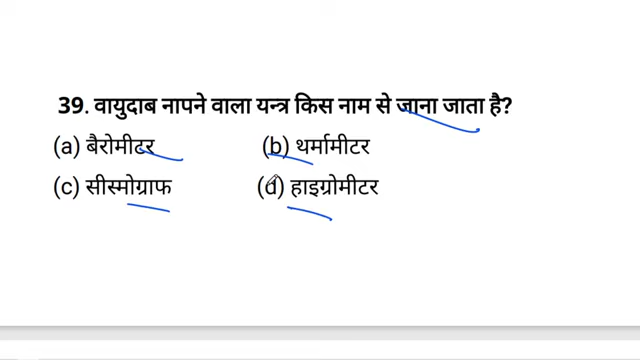 39. वायुदाब नापने वाला यन्त्र किस नाम से जाना जाता है?
(a) बैरोमीटर (b) थर्मामीटर
(c) सीस्मोग्राफ (d) हाइग्रोमीटर